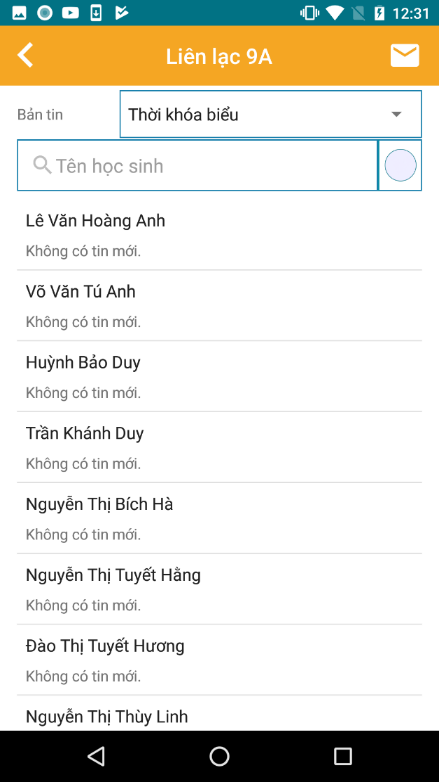 12:31
Liên lạc 9A
Bản tin
Thời khóa biểu
Tên học sinh
Lê Văn Hoàng Anh
Không có tin mới.
Võ Văn Tú Anh
Không có tin mới.
Huỳnh Bảo Duy
Không có tin mới.
Trần Khánh Duy
Không có tin mới.
Nguyễn Thị Bích Hà
Không có tin mới.
Nguyễn Thị Tuyết Hằng
Không có tin mới.
Đào Thị Tuyết Hương
Không có tin mới.
Nguyễn Thị Thùy Linh